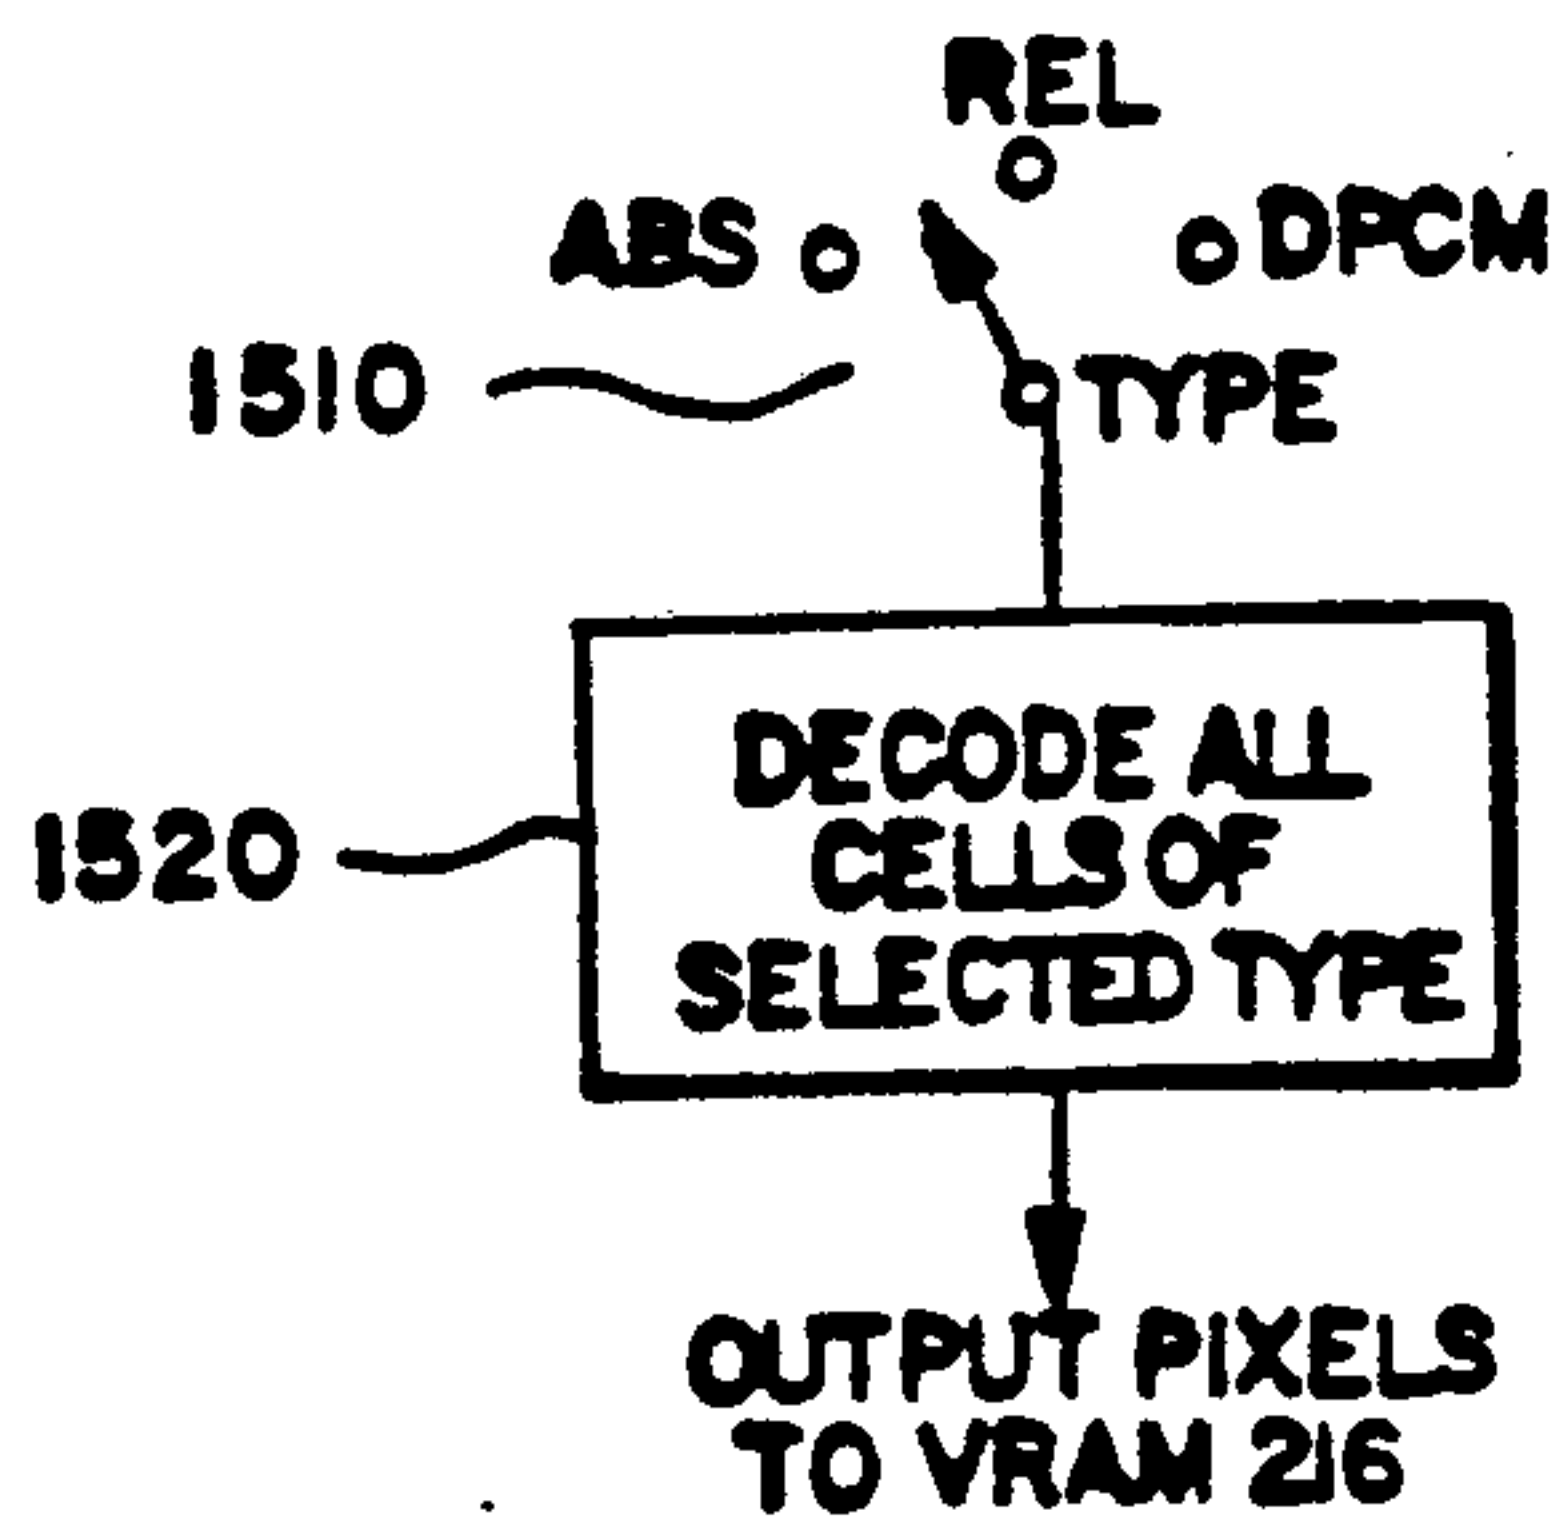 REL
ABS
DPCM
1510
TYPE
DECODE ALL
1520
CELLS OF
SELECTED TYPE
OUTPUT PIXELS
TO VRAM 216